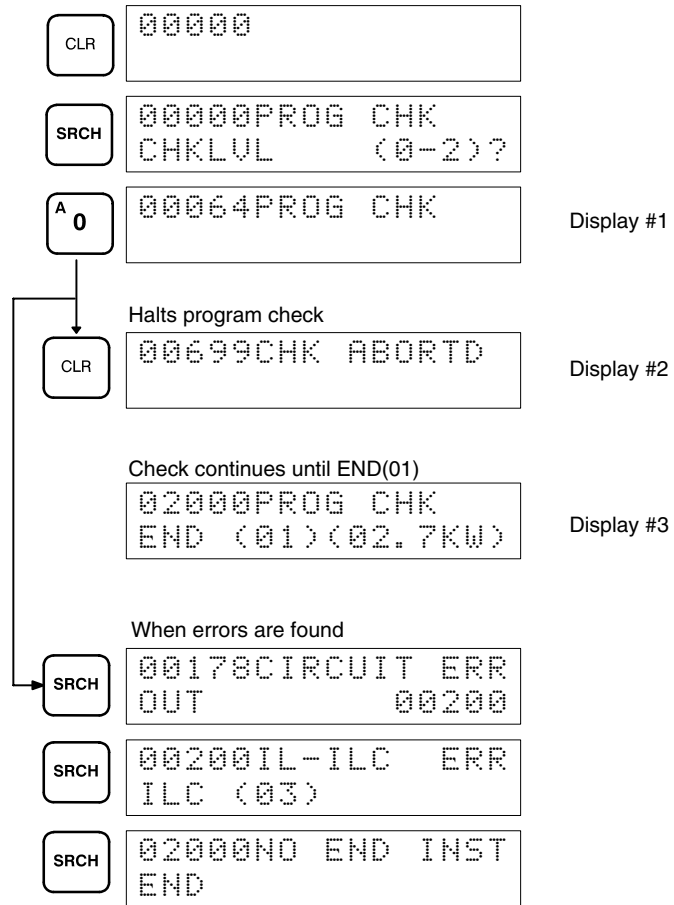 CLR
00000
SRCH
00000PROG CHK
CHKLVL (0-2)?
A
0
00064PROG CHK
Display #1
Halts program check
CLR
00699CHK ABORTD
Display #2
Check continues until END(01)
02000PROG CHK
END (01)(02.7KW)
Display #3
When errors are found
SRCH
00178CIRCUIT ERR
OUT 00200
SRCH
00200IL-ILC ERR
ILC (03)
SRCH
02000NO END INST
END